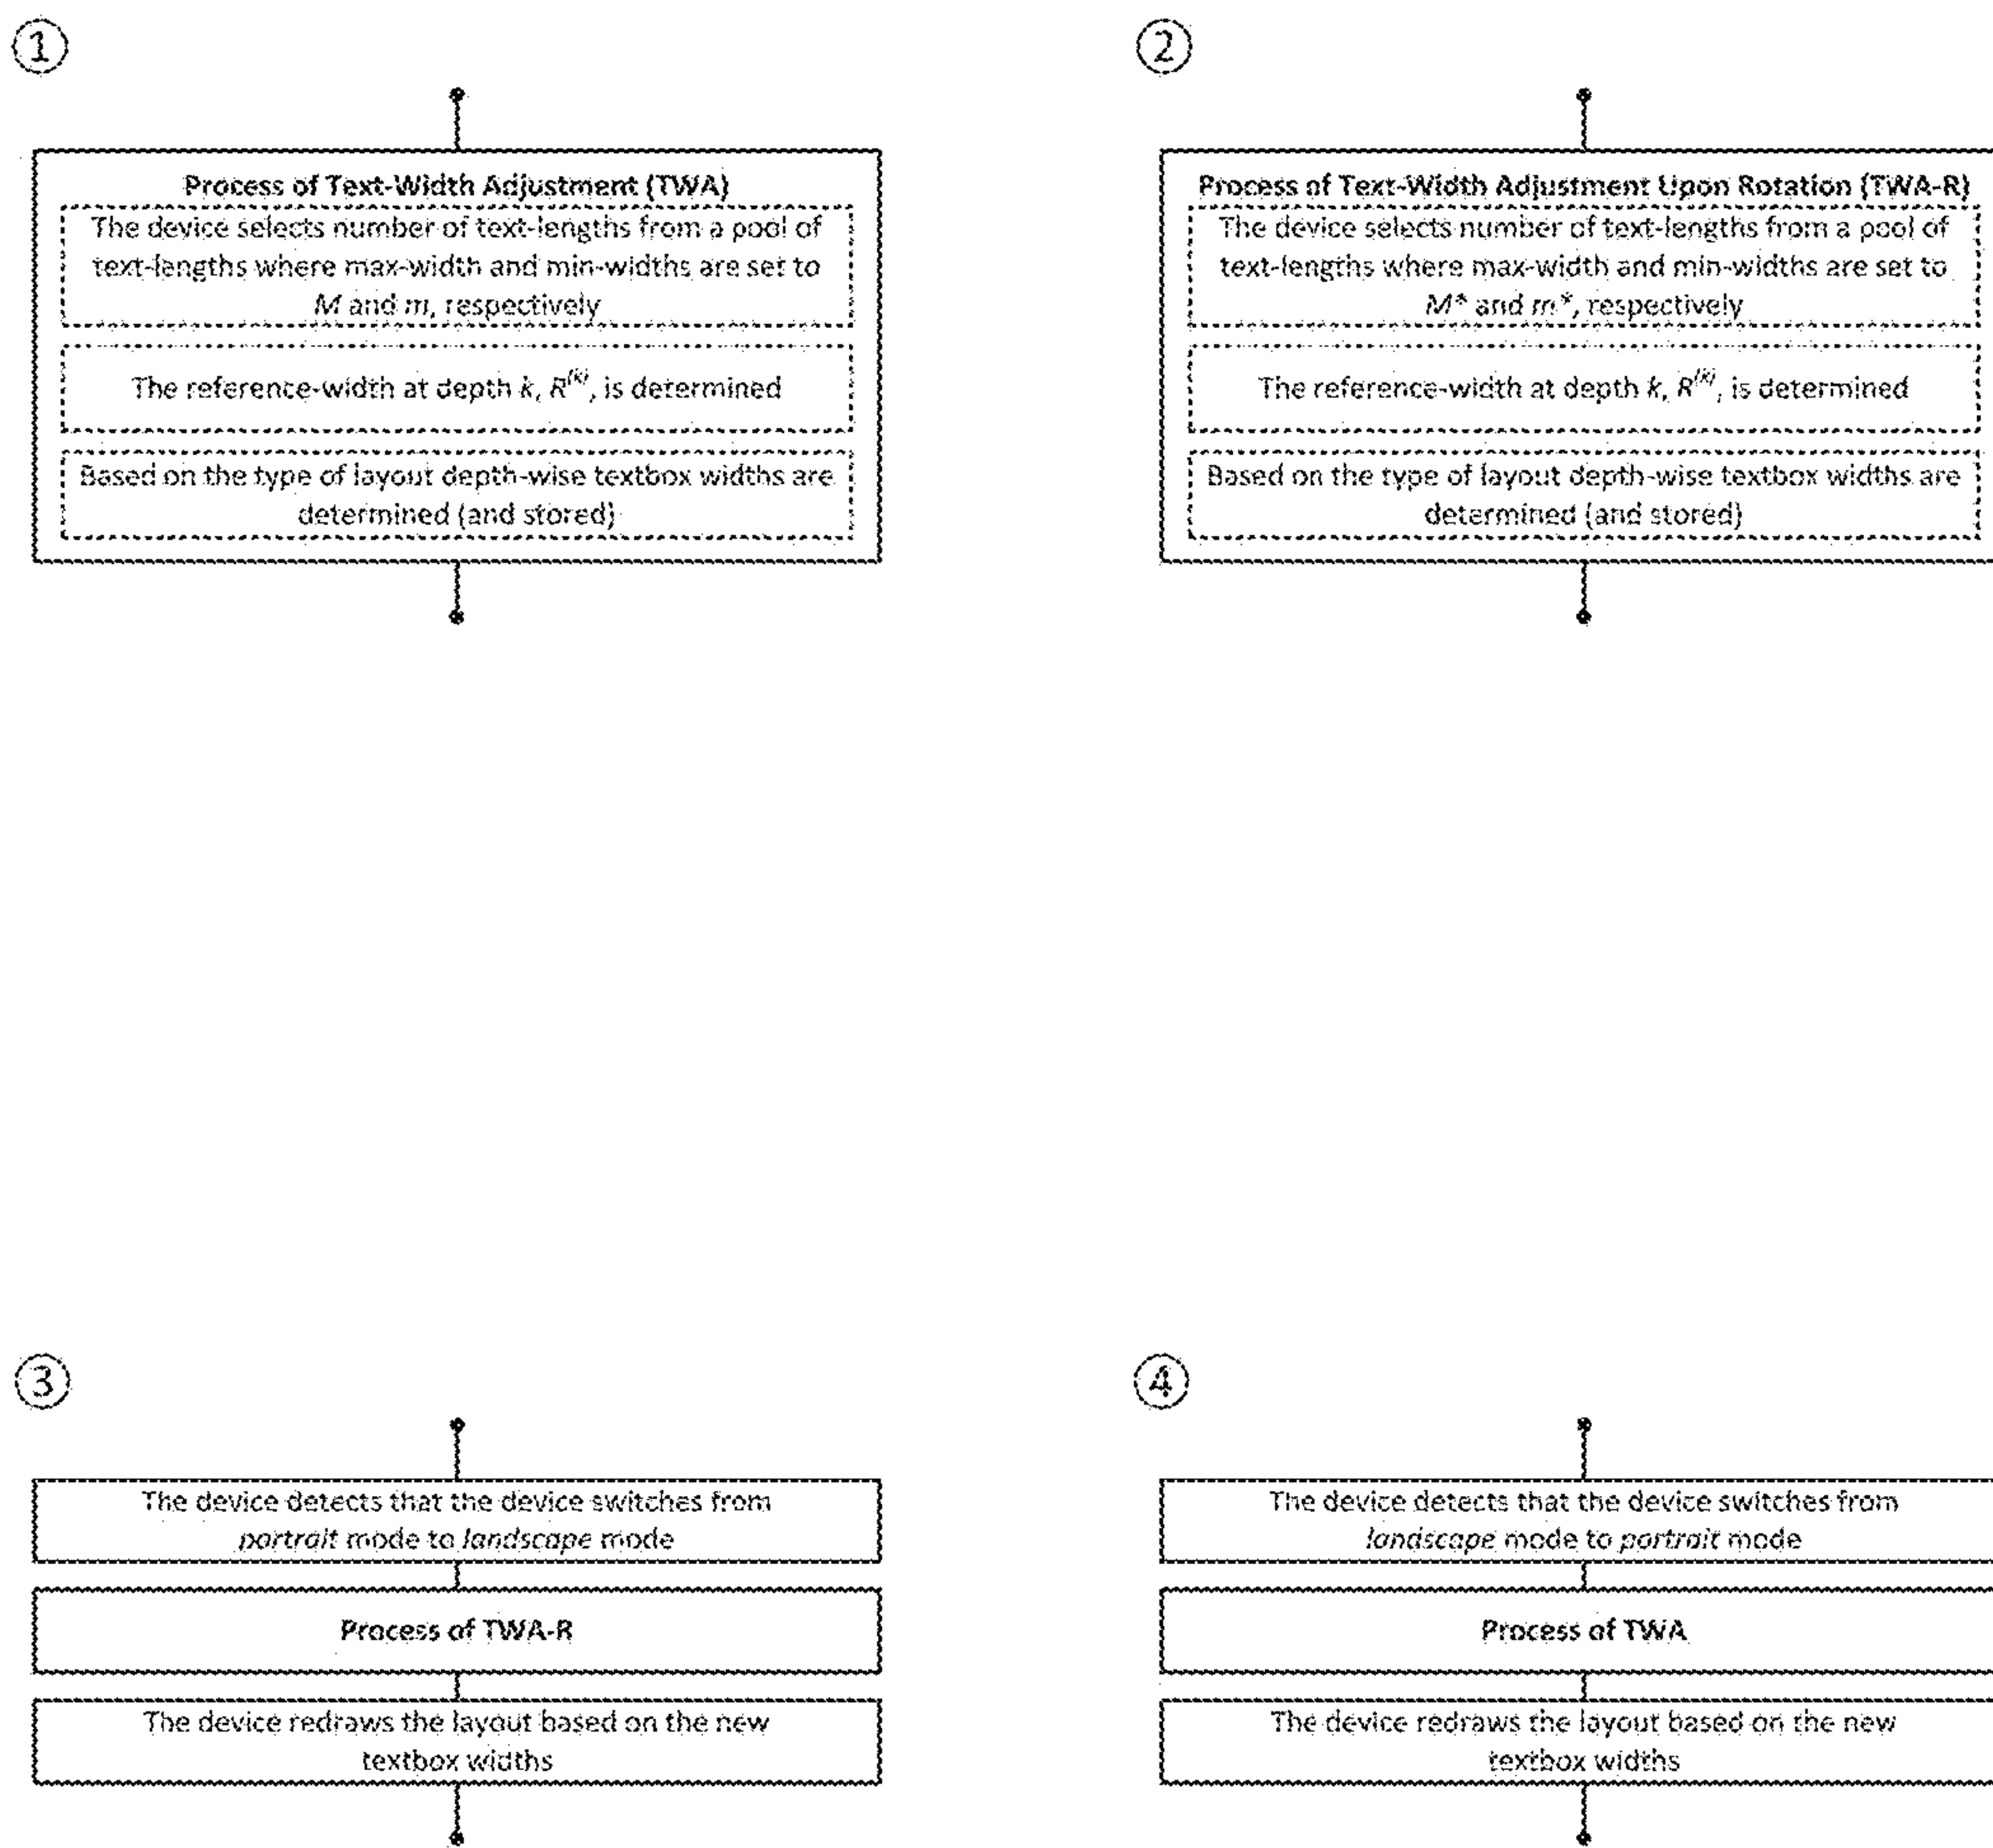 ①
Process of Text-Width Adjustment (TWA)
The device selects number of text-lengths from a pool of
text-lengths where max-width and min-widths are set to
M and m, respectively
The reference-width at depth k, R^(k), is determined
Based on the type of layout depth-wise textbox widths are
determined (and stored)
②
Process of Text-Width Adjustment Upon Rotation (TWA-R)
The device selects number of text-lengths from a pool of
text-lengths where max-width and min-widths are set to
M* and m*, respectively
The reference-width at depth k, R^(k), is determined
Based on the type of layout depth-wise textbox widths are
determined (and stored)
③
The device detects that the device switches from
portrait mode to landscape mode
Process of TWA-R
The device redraws the layout based on the new
textbox widths
④
The device detects that the device switches from
landscape mode to portrait mode
Process of TWA
The device redraws the layout based on the new
textbox widths